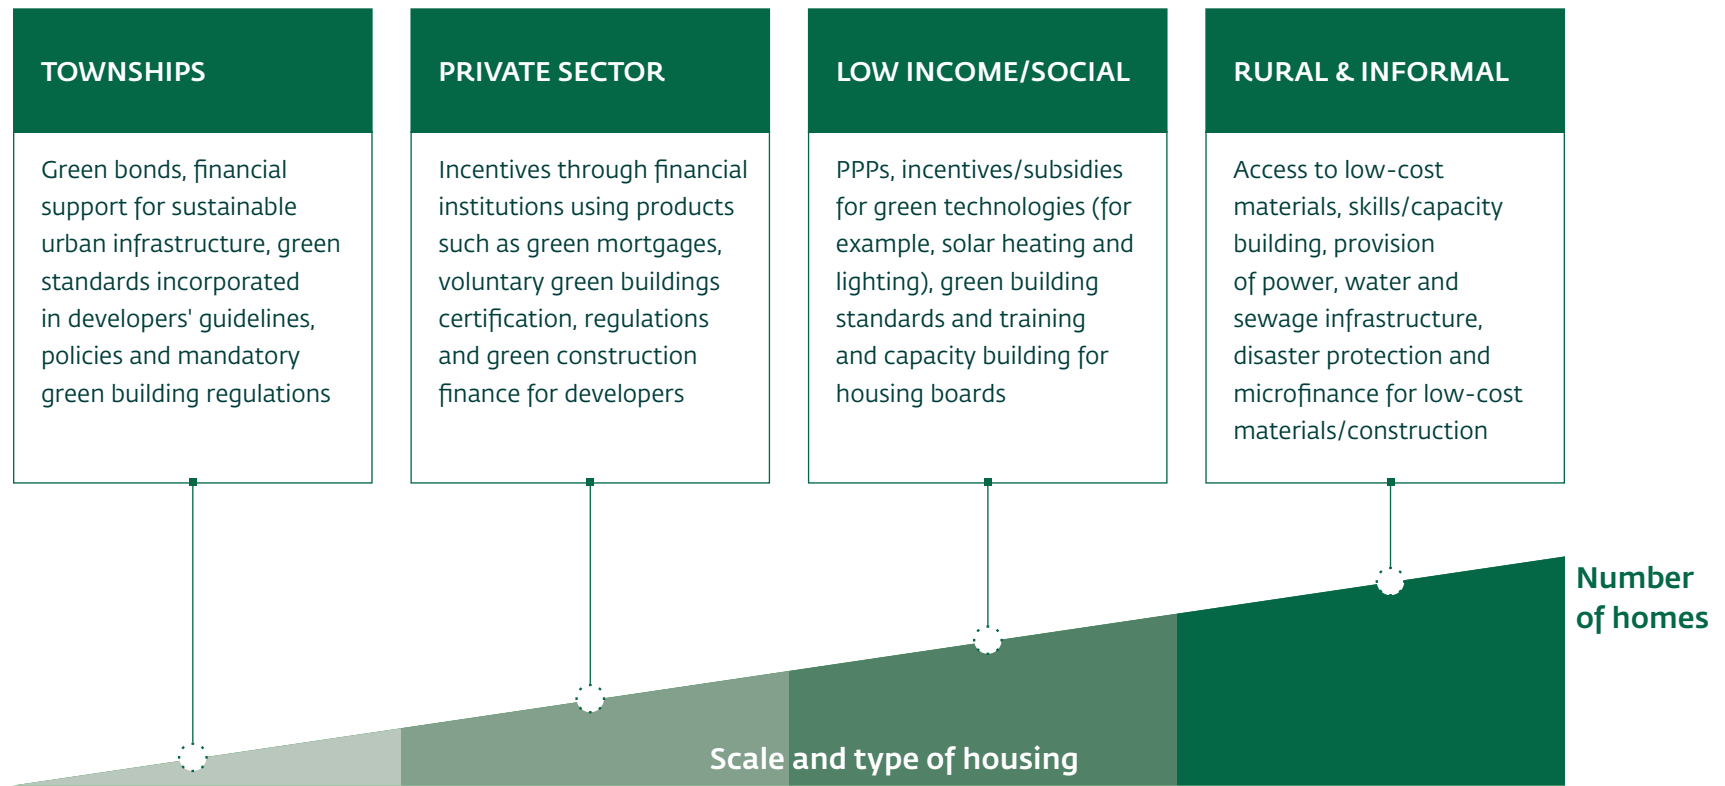 TOWNSHIPS
Green bonds, financial
support for sustainable
urban infrastructure, green
standards incorporated
in developers' guidelines,
policies and mandatory
green building regulations
PRIVATE SECTOR
Incentives through financial
institutions using products
such as green mortgages,
voluntary green buildings
certification, regulations
and green construction
finance for developers
LOW INCOME/SOCIAL
PPPs, incentives/subsidies
for green technologies (for
example, solar heating and
lighting), green building
standards and training
and capacity building for
housing boards
RURAL & INFORMAL
Access to low-cost
materials, skills/capacity
building, provision
of power, water and
sewage infrastructure,
disaster protection and
microfinance for low-cost
materials/construction
Number
of homes
Scale and type of housing